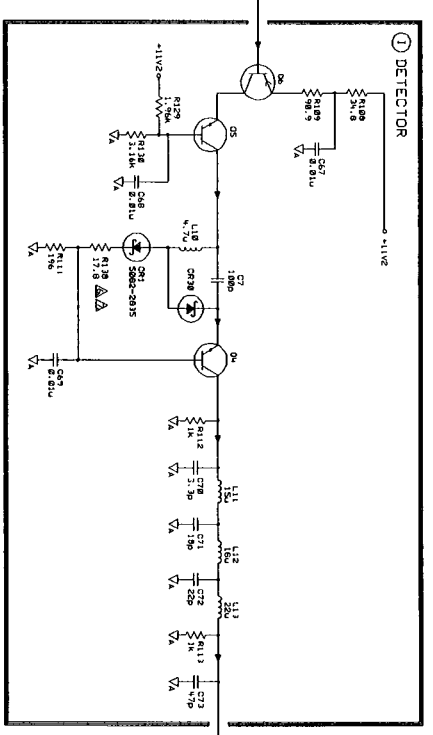 I DETECTOR
Q6
R109
90.9
R108
34.8
C67
0.01u
A
+11V2
+11V2
R129
1.96k
Q5
R130
3.16k
A
C68
0.01u
A
L10
4.7u
C7
100p
CR30
CR1
5082-2835
R138
17.8
R111
196
A
Q4
C69
0.01u
A
R112
1k
A
C70
3.3p
A
L11
15u
C71
18p
A
L12
16u
C72
22p
A
L13
22u
R113
1k
A
C73
47p
A